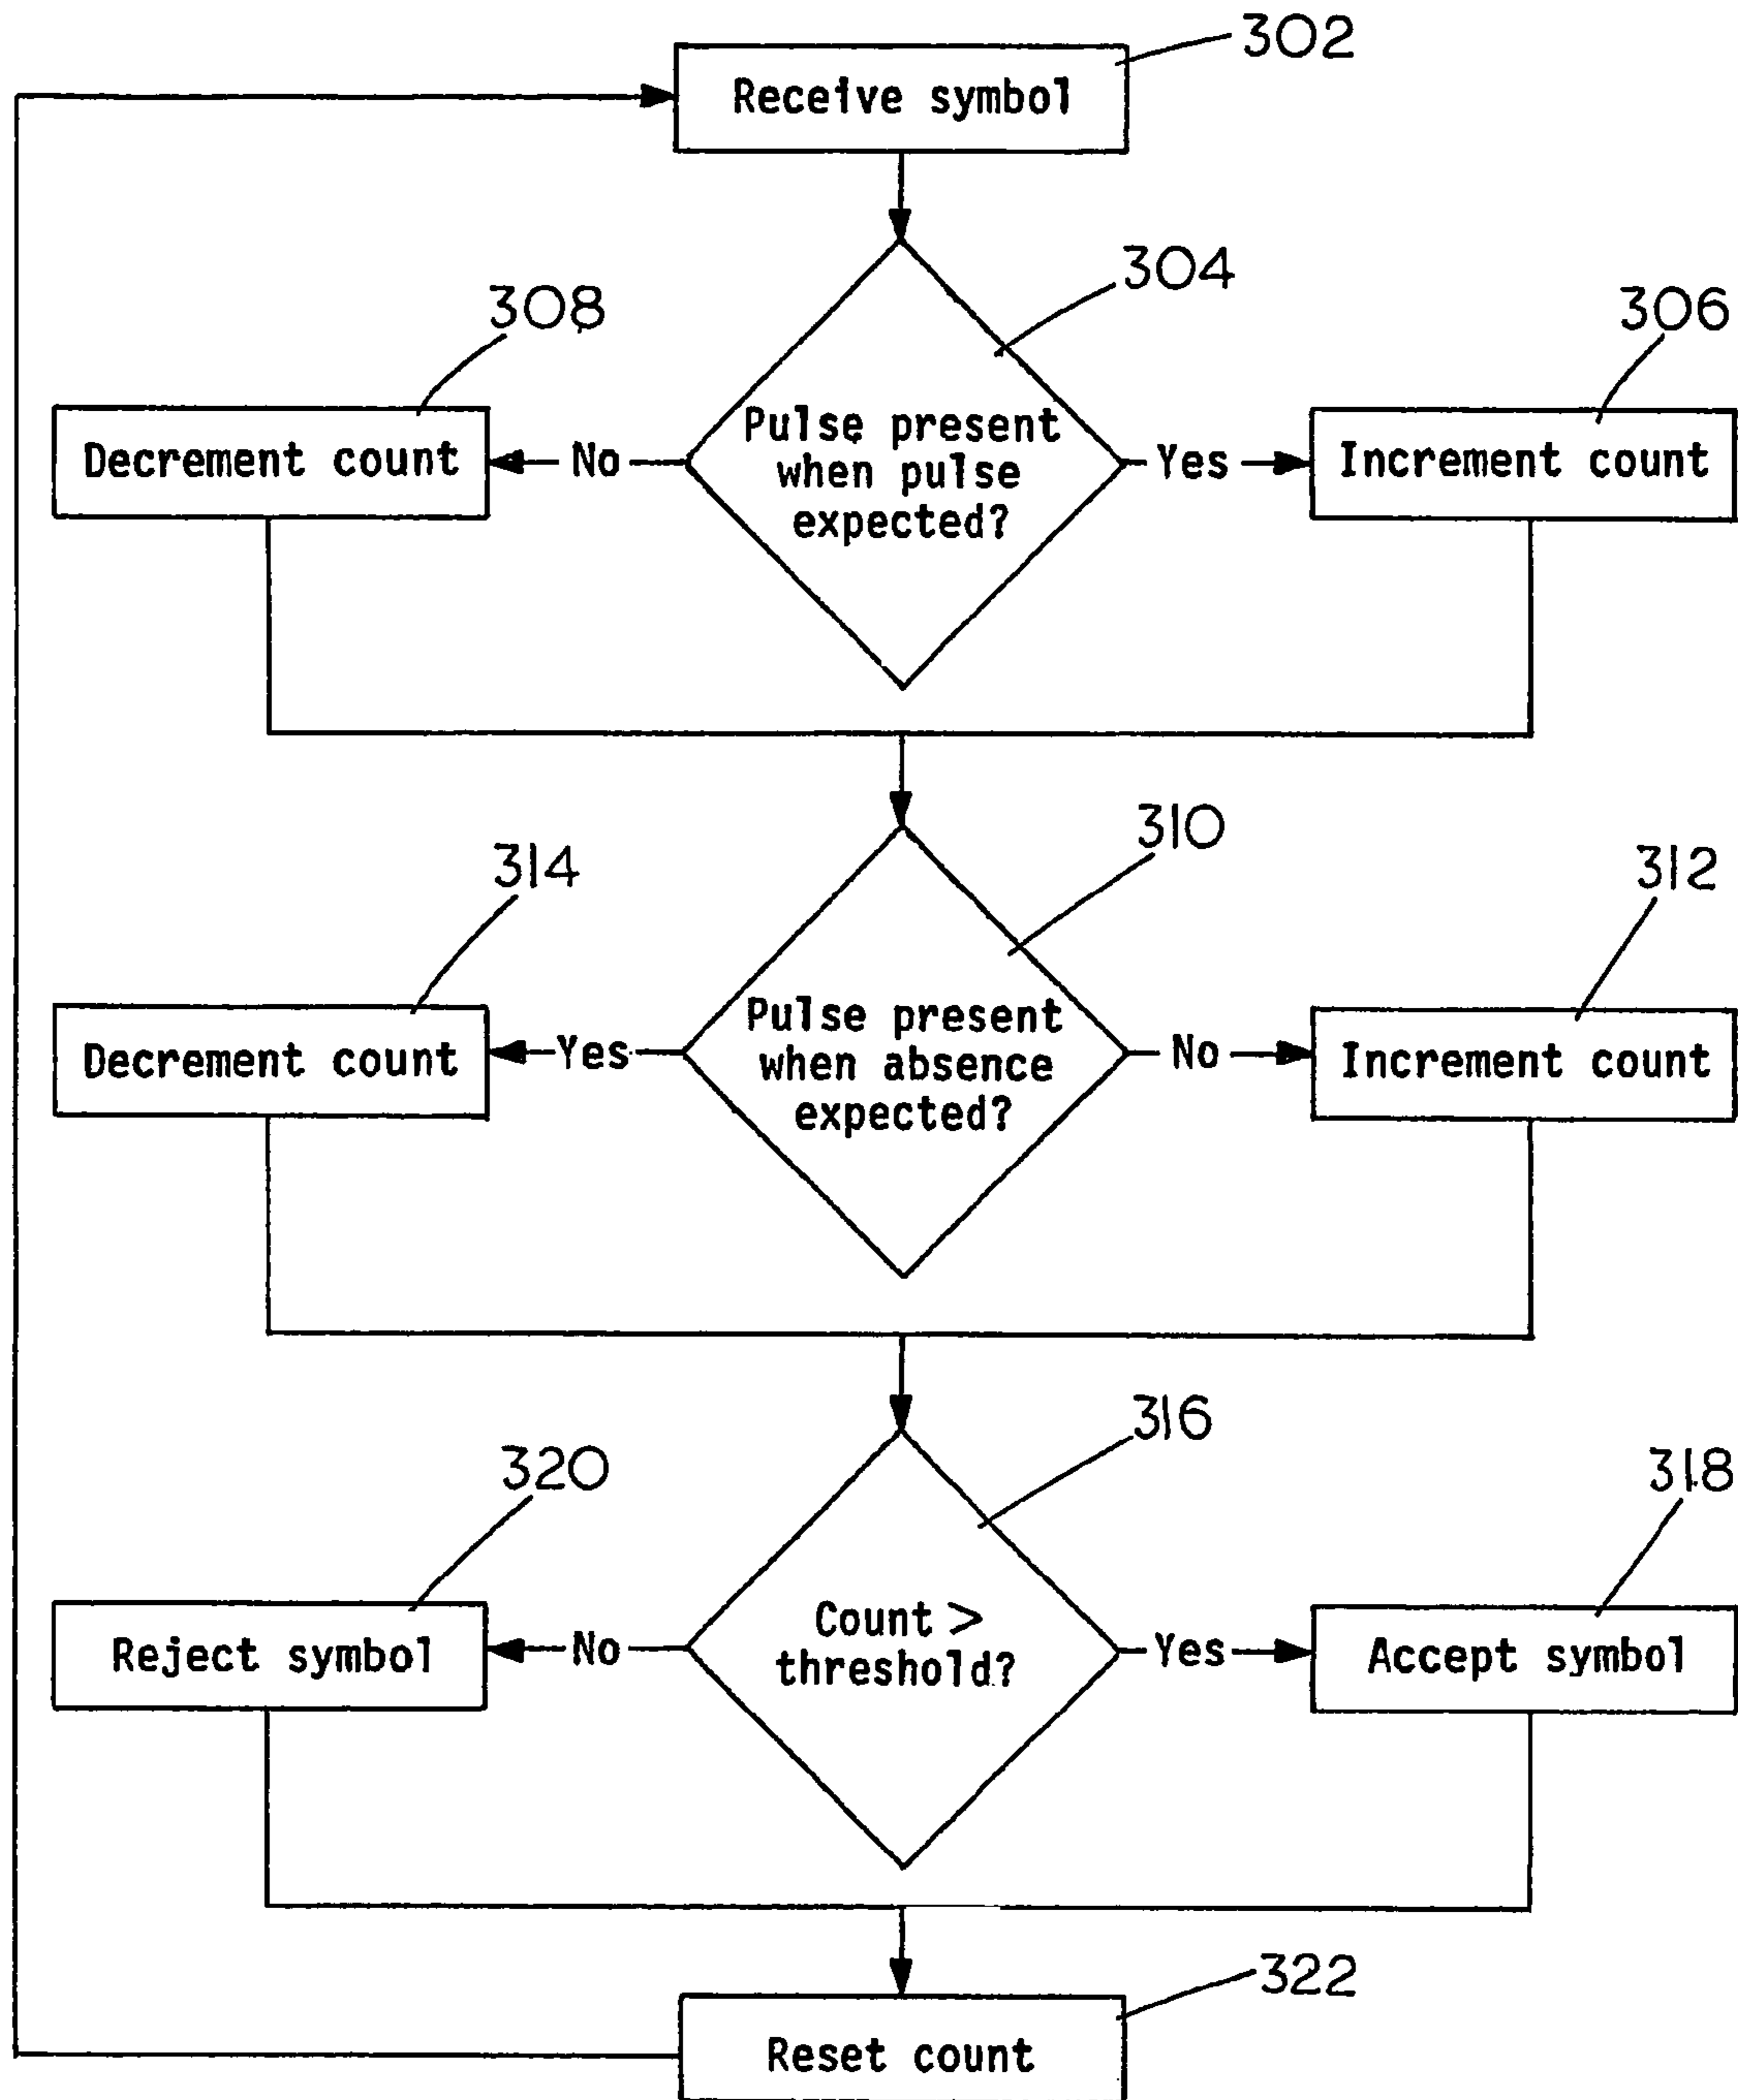 302
Receive symbol
304
308
306
Decrement count
No
Pulse present
when pulse
expected?
Yes
Increment count
310
314
312
Decrement count
Yes
Pulse present
when absence
expected?
No
Increment count
316
320
318
Reject symbol
No
Count >
threshold?
Yes
Accept symbol
322
Reset count